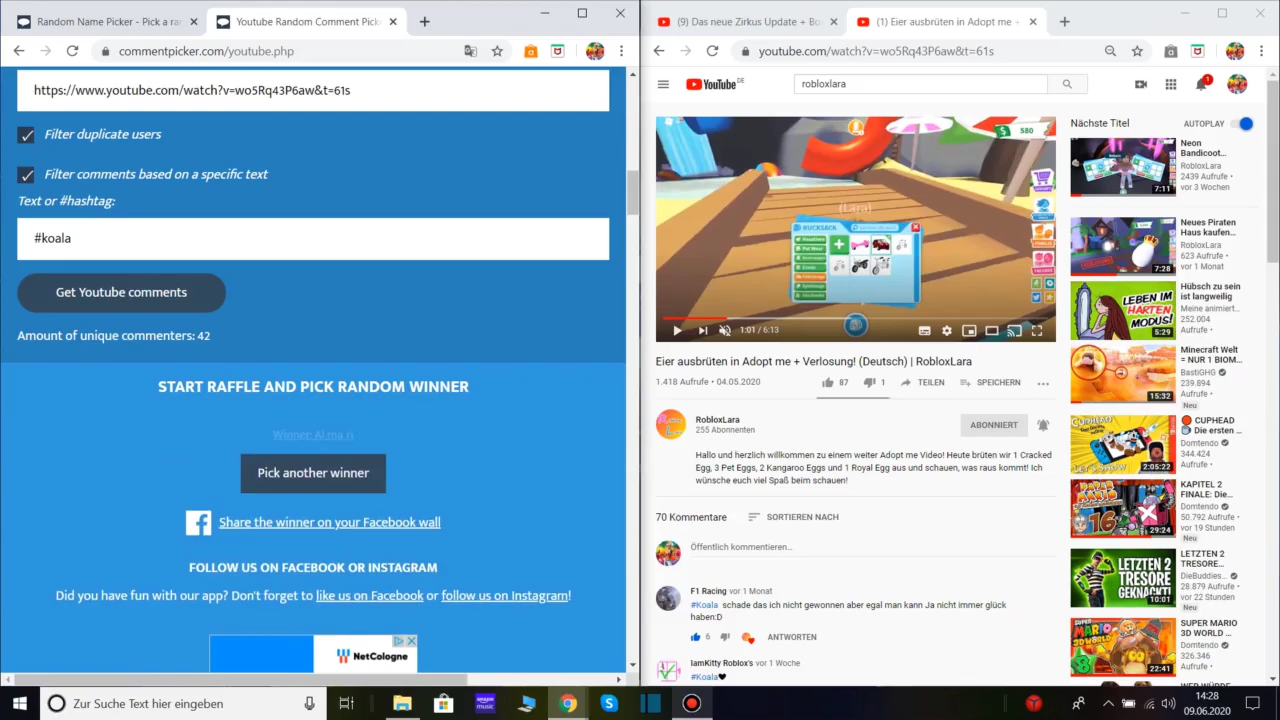 Random Name Picker - Pick a ran
Youtube Random Comment Pick
commentpicker.com/youtube.php
https://www.youtube.com/watch?v=wo5Rq43P6aw&t=61s
Filter duplicate users
Filter comments based on a specific text
Text or #hashtag:
#koala
Get Youtube comments
Amount of unique commenters: 42
START RAFFLE AND PICK RANDOM WINNER
Pick another winner
Share the winner on your Facebook wall
FOLLOW US ON FACEBOOK OR INSTAGRAM
Did you have fun with our app? Don't forget to like us on Facebook or follow us on Instagram!
NetCologne
(9) Das neue Zirkus Update + Bo
(1) Eier ausbrüten in Adopt me +
youtube.com/watch?v=wo5Rq43P6aw&t=61s
YouTube DE
robloxlara
1
580
(Lara)
RUCKSACK
1:01 / 6:13
Eier ausbrüten in Adopt me + Verlosung! (Deutsch) | RobloxLara
1.418 Aufrufe • 04.05.2020
87
1
TEILEN
SPEICHERN
RobloxLara
255 Abonnenten
ABONNIERT
Hallo und herzlich willkommen zu einem weiter Adopt me Video! Heute brüten wir 1 Cracked
Egg, 3 Pet Eggs, 2 Kangaroo Eggs und 1 Royal Egg aus und schauen, was raus kommt! Ich
wünsche euch viel Spaß beim schauen!
70 Kommentare
SORTIEREN NACH
Öffentlich kommentieren...
F1 Racing vor 1 Monat
#Koala schade das ich nicht gewonnen aber egal man kann Ja nicht immer glück
haben:D
6
ANTWORTEN
IamKitty Roblox's vor 1 Woche
#Koala🖤
Nächste Titel
AUTOPLAY
Neon
Bandicoot...
RobloxLara
2439 Aufrufe •
vor 3 Wochen
7:11
Neues Piraten
Haus kaufen...
RobloxLara
623 Aufrufe •
vor 1 Monat
7:28
Hübsch zu sein
ist langweilig
Meine animiert...
252.004
Aufrufe •
LEBEN IM
HARTEN
MODUS!
5:29
Minecraft Welt
= NUR 1 BIOM...
BastiGHG
239.894
Aufrufe •
Neu
15:32
CUPHEAD
Die ersten ...
Domtendo
344.424
Aufrufe •
CUPHEAD
2:05:22
KAPITEL 2
FINALE: Die...
Domtendo
50.792 Aufrufe •
vor 19 Stunden
Neu
16
29:24
LETZTEN 2
TRESORE...
DieBuddies...
28.879 Aufrufe •
vor 22 Stunden
Neu
LETZTEN 2
TRESORE
GEKNACKT!
10:01
SUPER MARIO
3D WORLD ...
Domtendo
326.346
Aufrufe •
22:41
Zur Suche Text hier eingeben
14:28
09.06.2020